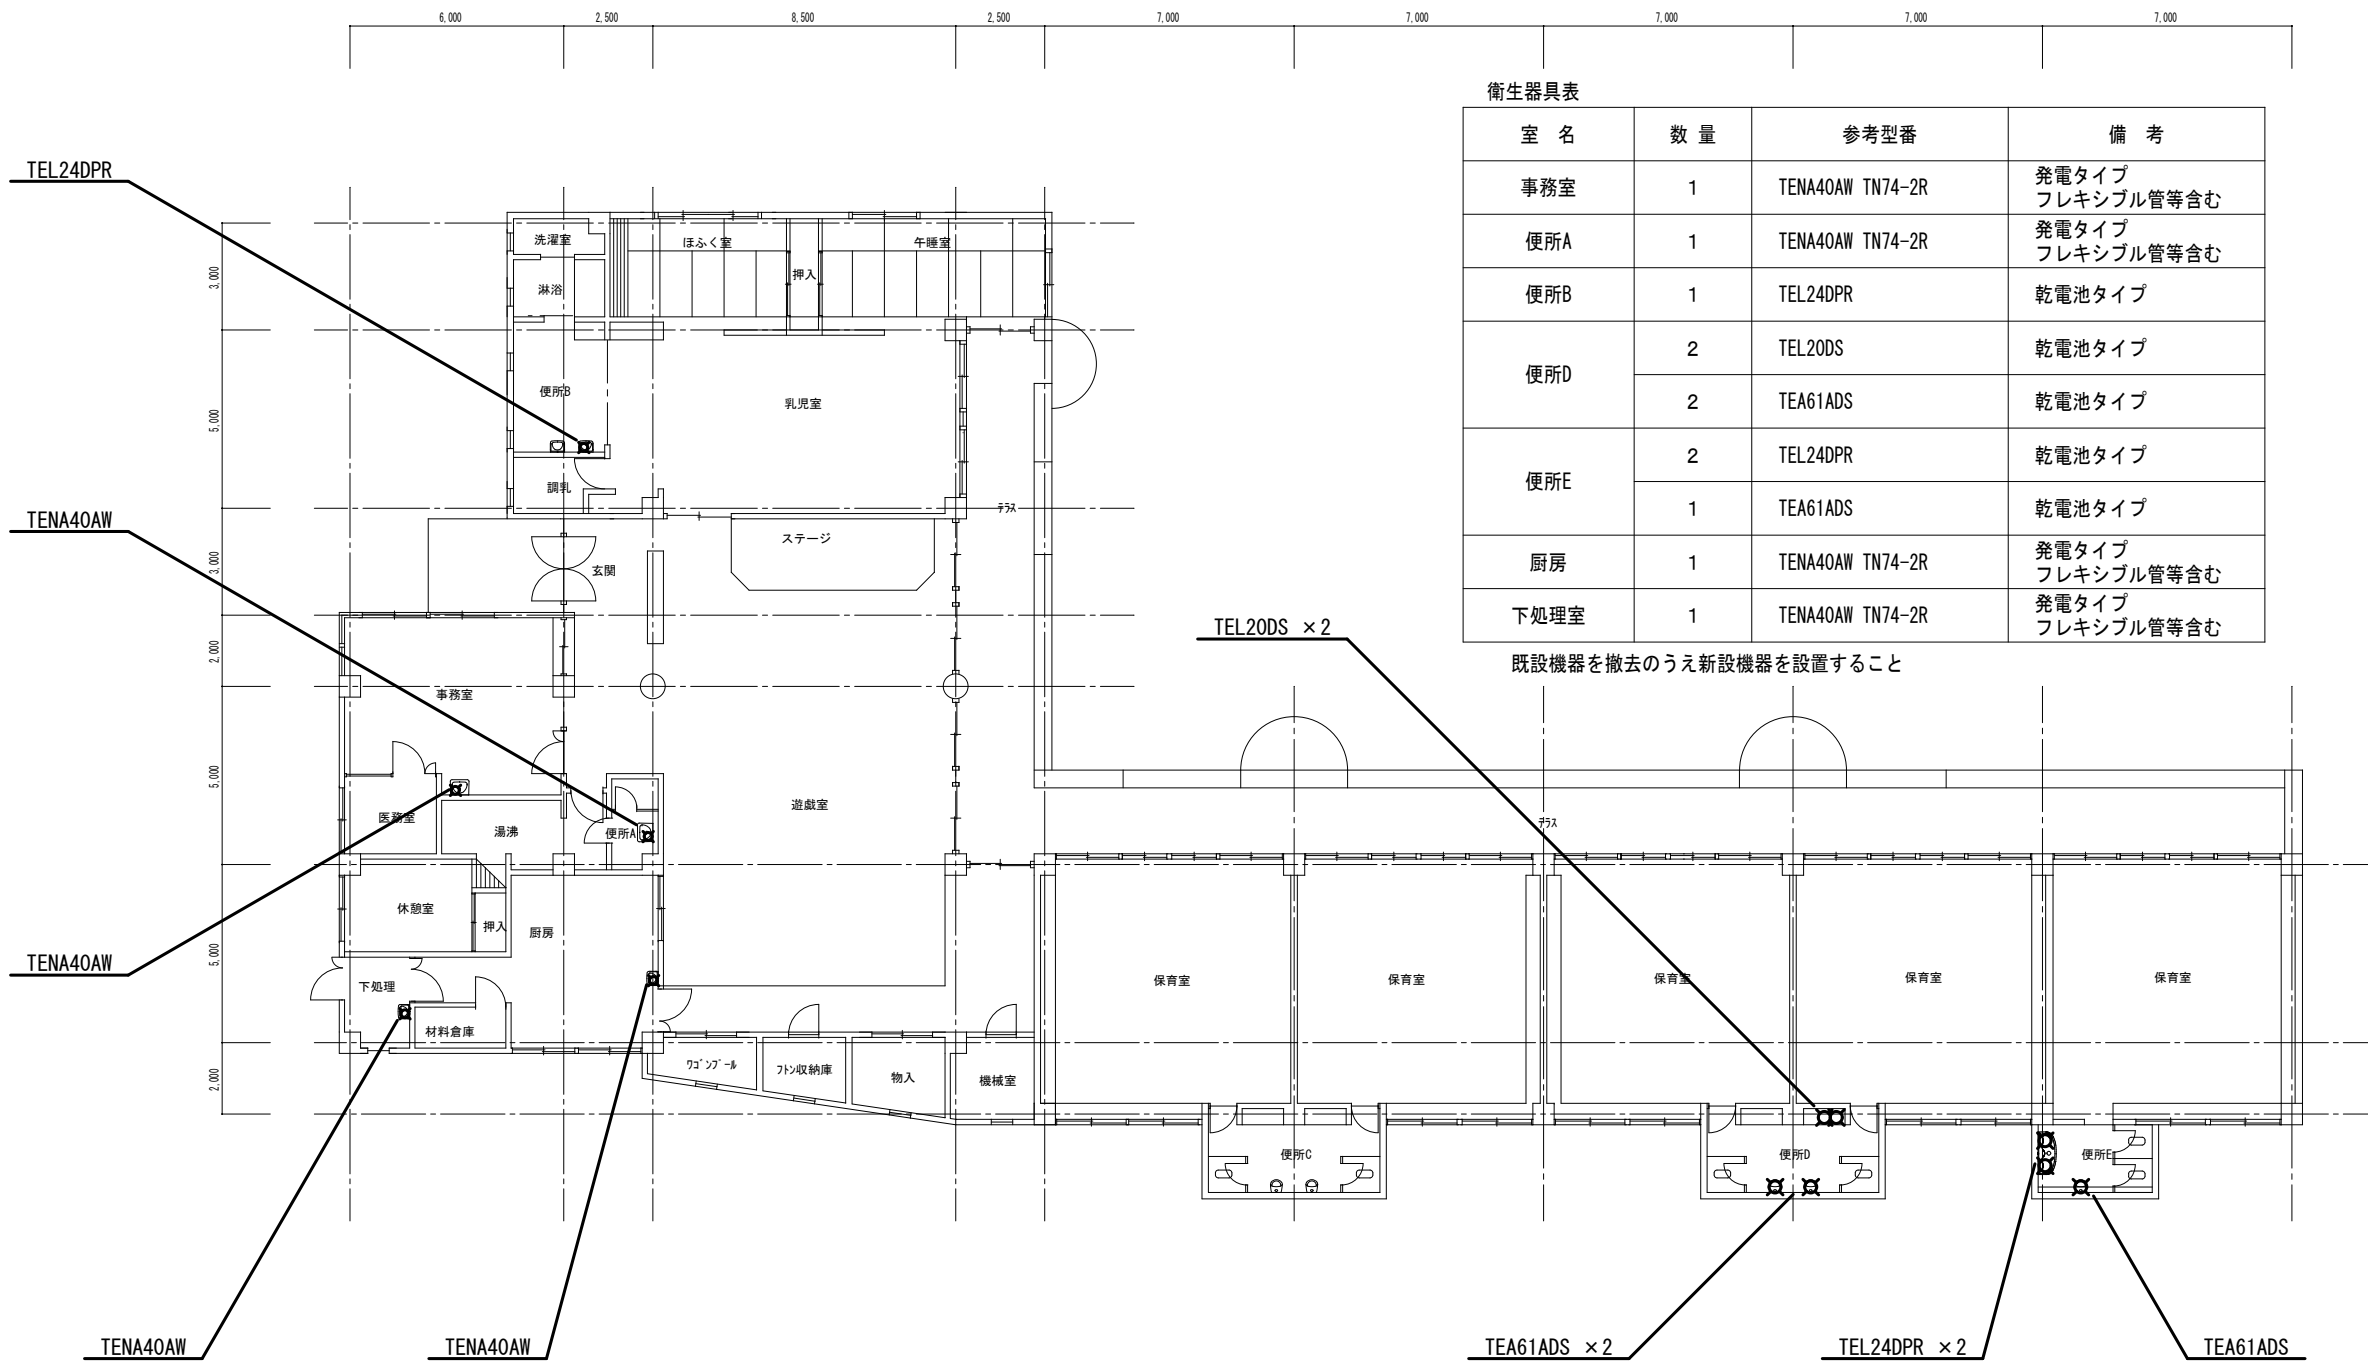 6,000 2,500 8,500 2,500 7,000 7,000 7,000 7,000 7,000
衛生器具表
室 名 数 量 参考型番 備 考
事務室 1 TENA40AW TN74-2R 発電タイプ
フレキシブル管等含む
便所A 1 TENA40AW TN74-2R 発電タイプ
フレキシブル管等含む
便所B 1 TEL24DPR 乾電池タイプ
便所D 2 TEL20DS 乾電池タイプ
2 TEA61ADS 乾電池タイプ
便所E 2 TEL24DPR 乾電池タイプ
1 TEA61ADS 乾電池タイプ
厨房 1 TENA40AW TN74-2R 発電タイプ
フレキシブル管等含む
下処理室 1 TENA40AW TN74-2R 発電タイプ
フレキシブル管等含む
既設機器を撤去のうえ新設機器を設置すること
TEL24DPR
TENA40AW
TENA40AW
TENA40AW
TENA40AW
TEL20DS ×2
TEA61ADS ×2
TEL24DPR ×2
TEA61ADS
3,000
5,000
3,000
2,000
5,000
5,000
2,000
洗濯室
ほふく室
午睡室
押入
淋浴
便所B
乳児室
調乳
テラス
ステージ
玄関
事務室
医務室
湯沸
便所A
遊戯室
テラス
休憩室
押入
厨房
下処理
材料倉庫
ワゴンプール
フトン収納庫
物入
機械室
保育室
保育室
保育室
保育室
保育室
便所C
便所D
便所E